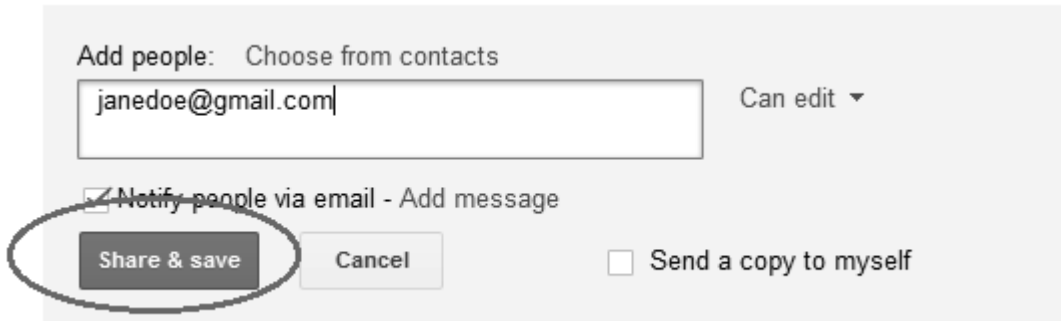 Add people: Choose from contacts
janedoe@gmail.com
Can edit
Notify people via email - Add message
Share & save Cancel Send a copy to myself